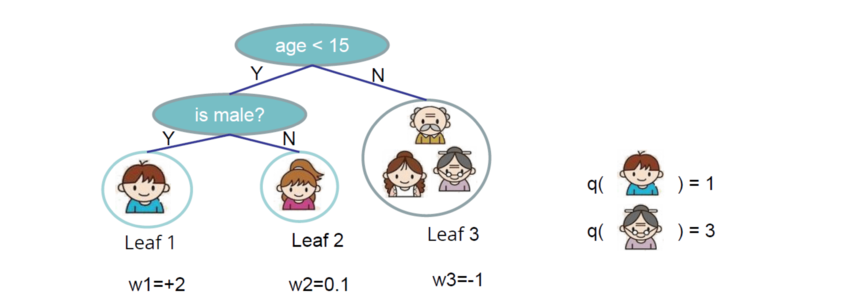 age < 15
Y
N
is male?
Y
N
Leaf 1
Leaf 2
Leaf 3
w1=+2
w2=0.1
w3=-1
q( ) = 1
q( ) = 3